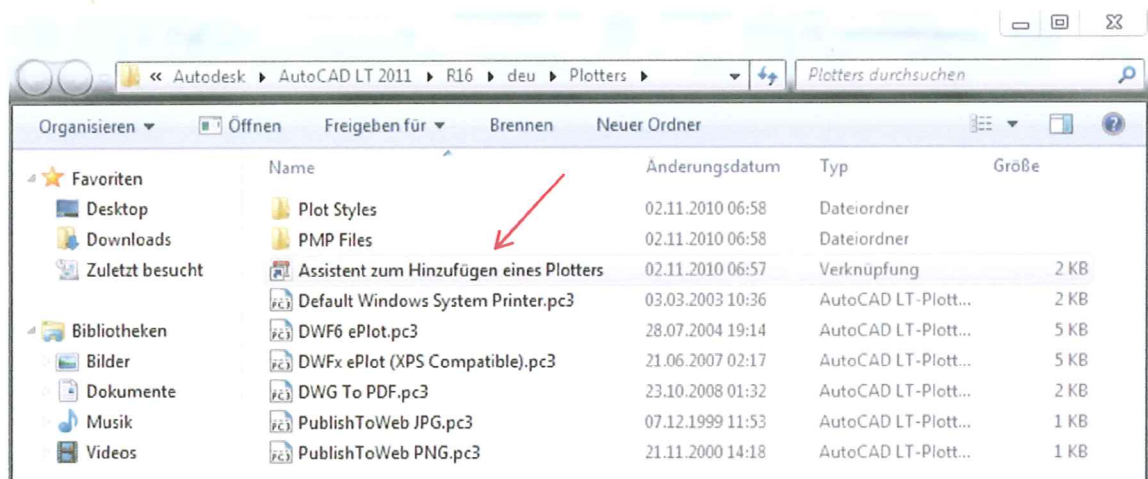 « Autodesk ▸ AutoCAD LT 2011 ▸ R16 ▸ deu ▸ Plotters ▸ Plotters durchsuchen
Organisieren Öffnen Freigeben für Brennen Neuer Ordner
Name Änderungsdatum Typ Größe
Favoriten
Desktop Plot Styles 02.11.2010 06:58 Dateiordner
Downloads PMP Files 02.11.2010 06:58 Dateiordner
Zuletzt besucht Assistent zum Hinzufügen eines Plotters 02.11.2010 06:57 Verknüpfung 2 KB
Default Windows System Printer.pc3 03.03.2003 10:36 AutoCAD LT-Plott... 2 KB
Bibliotheken DWF6 ePlot.pc3 28.07.2004 19:14 AutoCAD LT-Plott... 5 KB
Bilder DWFx ePlot (XPS Compatible).pc3 21.06.2007 02:17 AutoCAD LT-Plott... 5 KB
Dokumente DWG To PDF.pc3 23.10.2008 01:32 AutoCAD LT-Plott... 2 KB
Musik PublishToWeb JPG.pc3 07.12.1999 11:53 AutoCAD LT-Plott... 1 KB
Videos PublishToWeb PNG.pc3 21.11.2000 14:18 AutoCAD LT-Plott... 1 KB